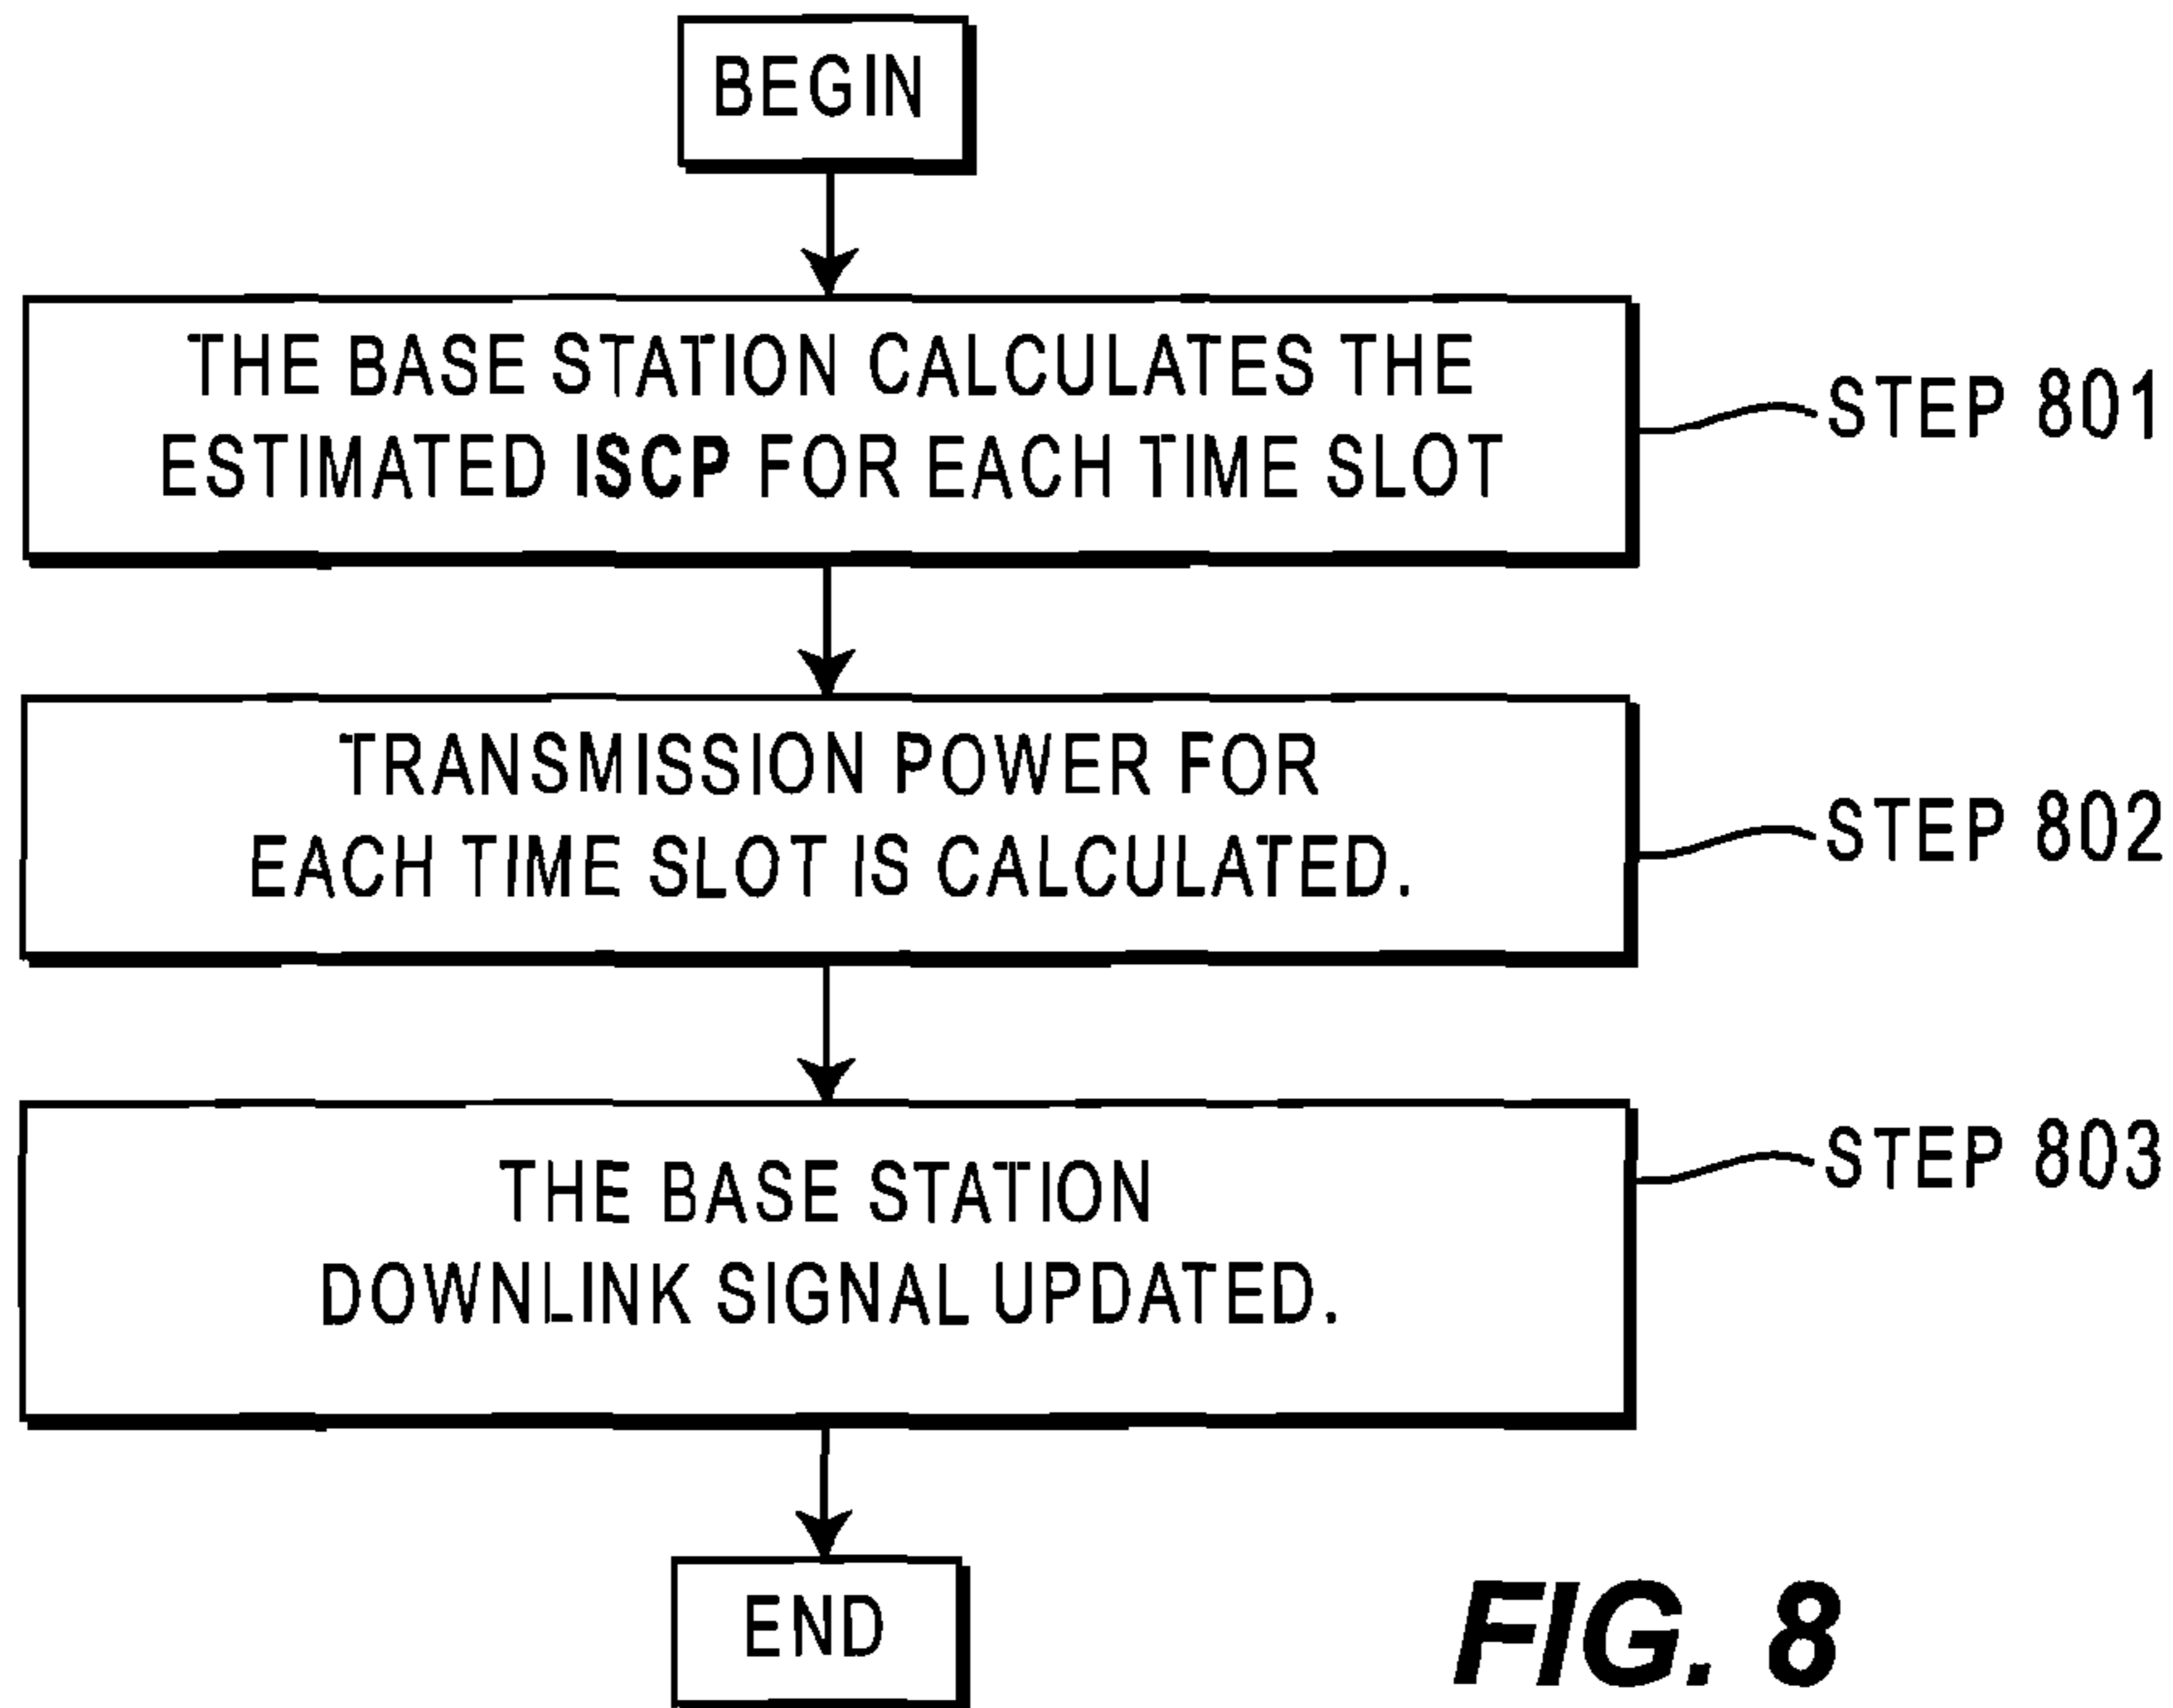 BEGIN
THE BASE STATION CALCULATES THE
ESTIMATED ISCP FOR EACH TIME SLOT
STEP 801
TRANSMISSION POWER FOR
EACH TIME SLOT IS CALCULATED.
STEP 802
THE BASE STATION
DOWNLINK SIGNAL UPDATED.
STEP 803
END
FIG. 8